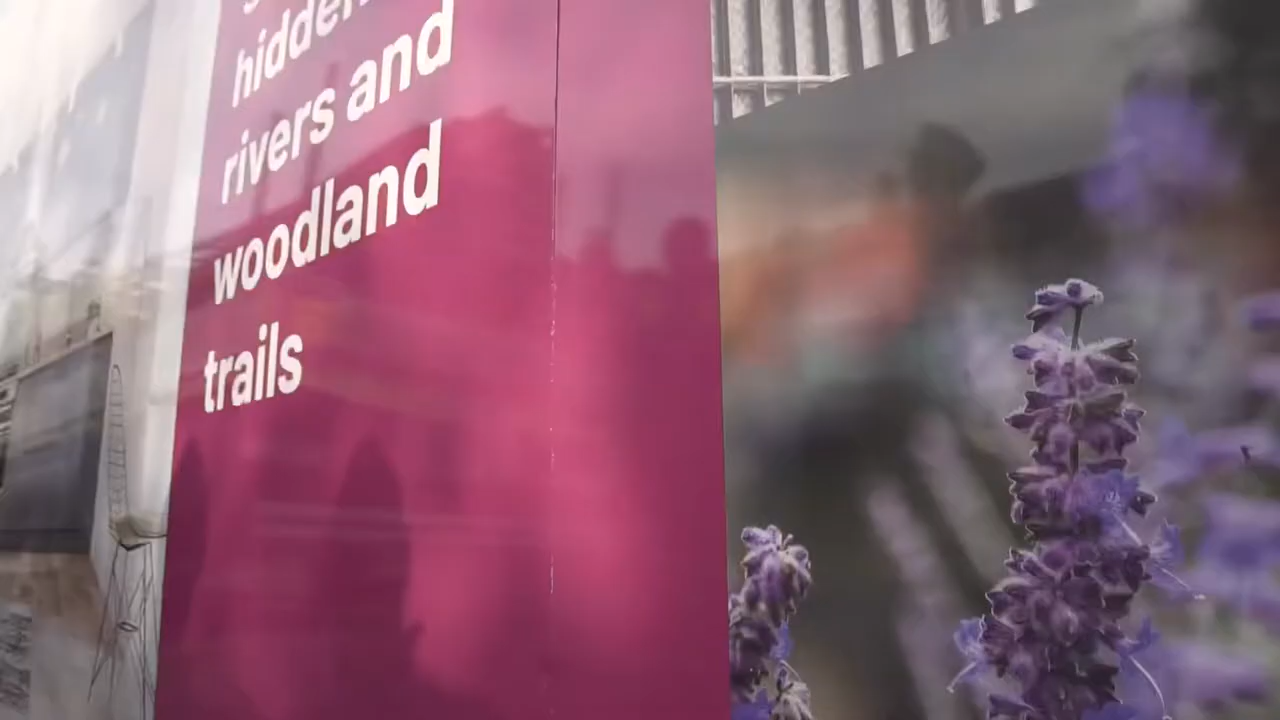 hidden
rivers and
woodland
trails